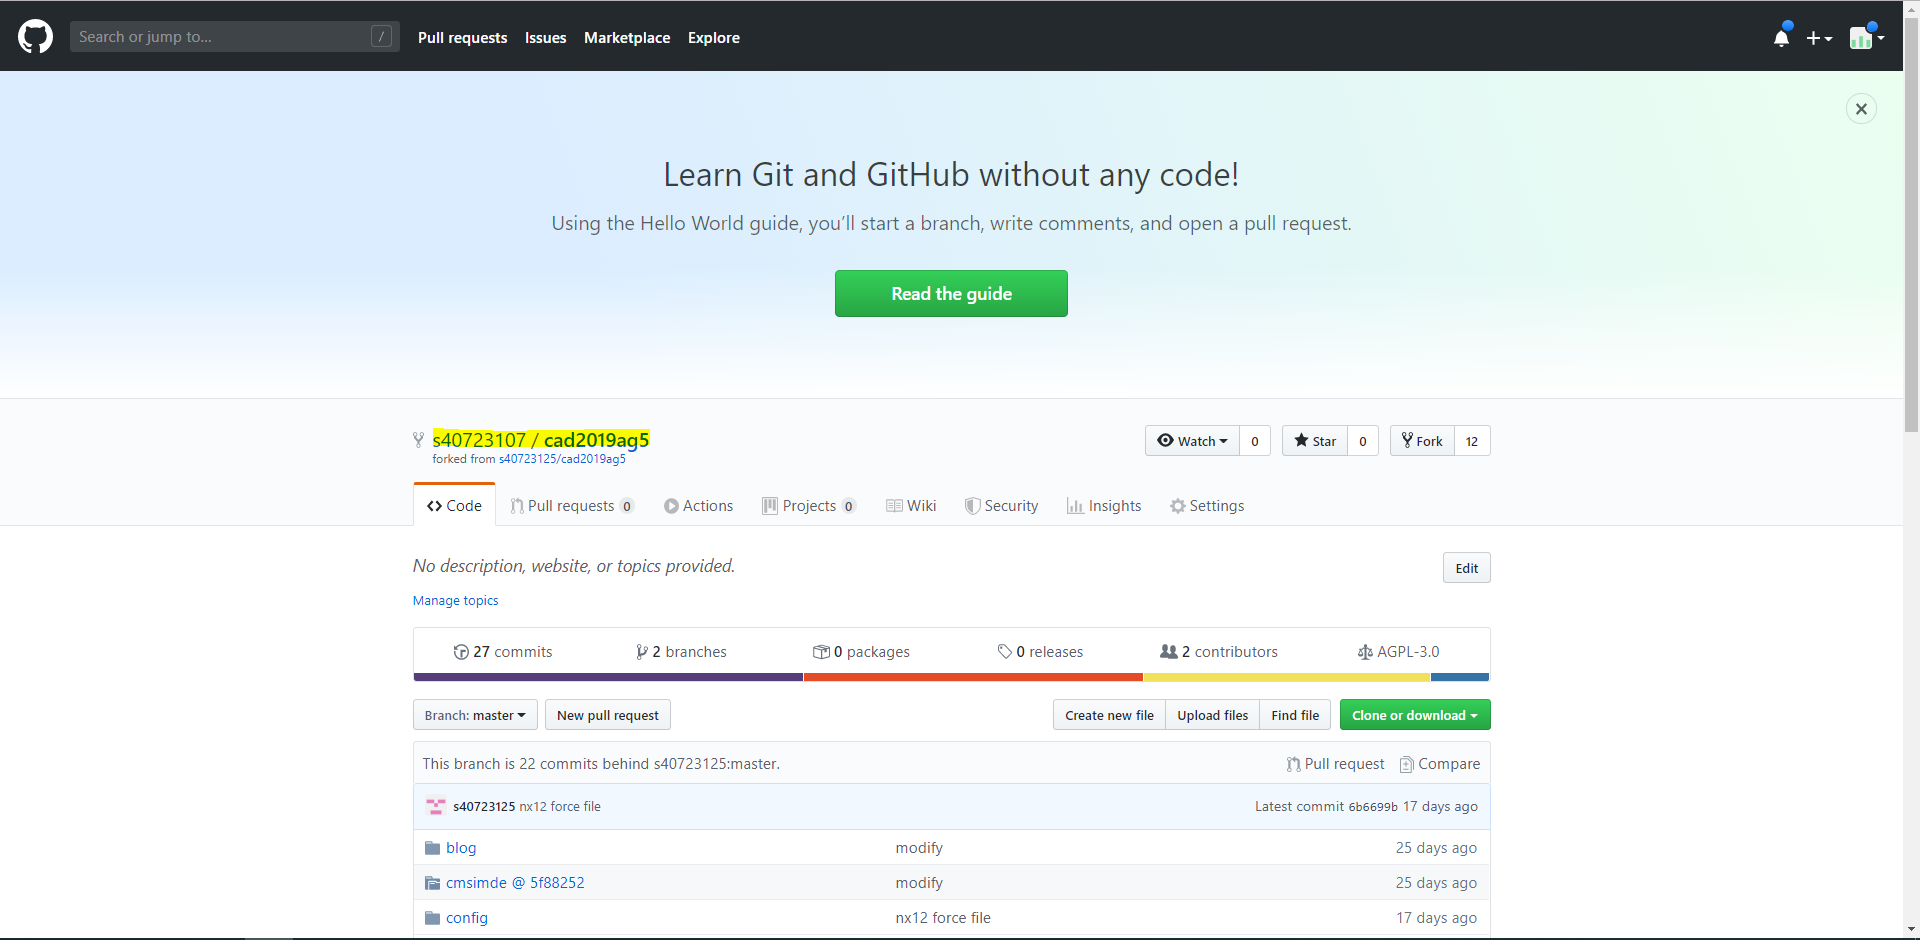 Search or jump to... / Pull requests Issues Marketplace Explore
Learn Git and GitHub without any code!
Using the Hello World guide, you’ll start a branch, write comments, and open a pull request.
Read the guide
s40723107 / cad2019ag5 Watch 0 Star 0 Fork 12
forked from s40723125/cad2019ag5
Code Pull requests 0 Actions Projects 0 Wiki Security Insights Settings
No description, website, or topics provided. Edit
Manage topics
27 commits 2 branches 0 packages 0 releases 2 contributors AGPL-3.0
Branch: master New pull request Create new file Upload files Find file Clone or download
This branch is 22 commits behind s40723125:master. Pull request Compare
s40723125 nx12 force file Latest commit 6b6699b 17 days ago
blog modify 25 days ago
cmsimde @ 5f88252 modify 25 days ago
config nx12 force file 17 days ago